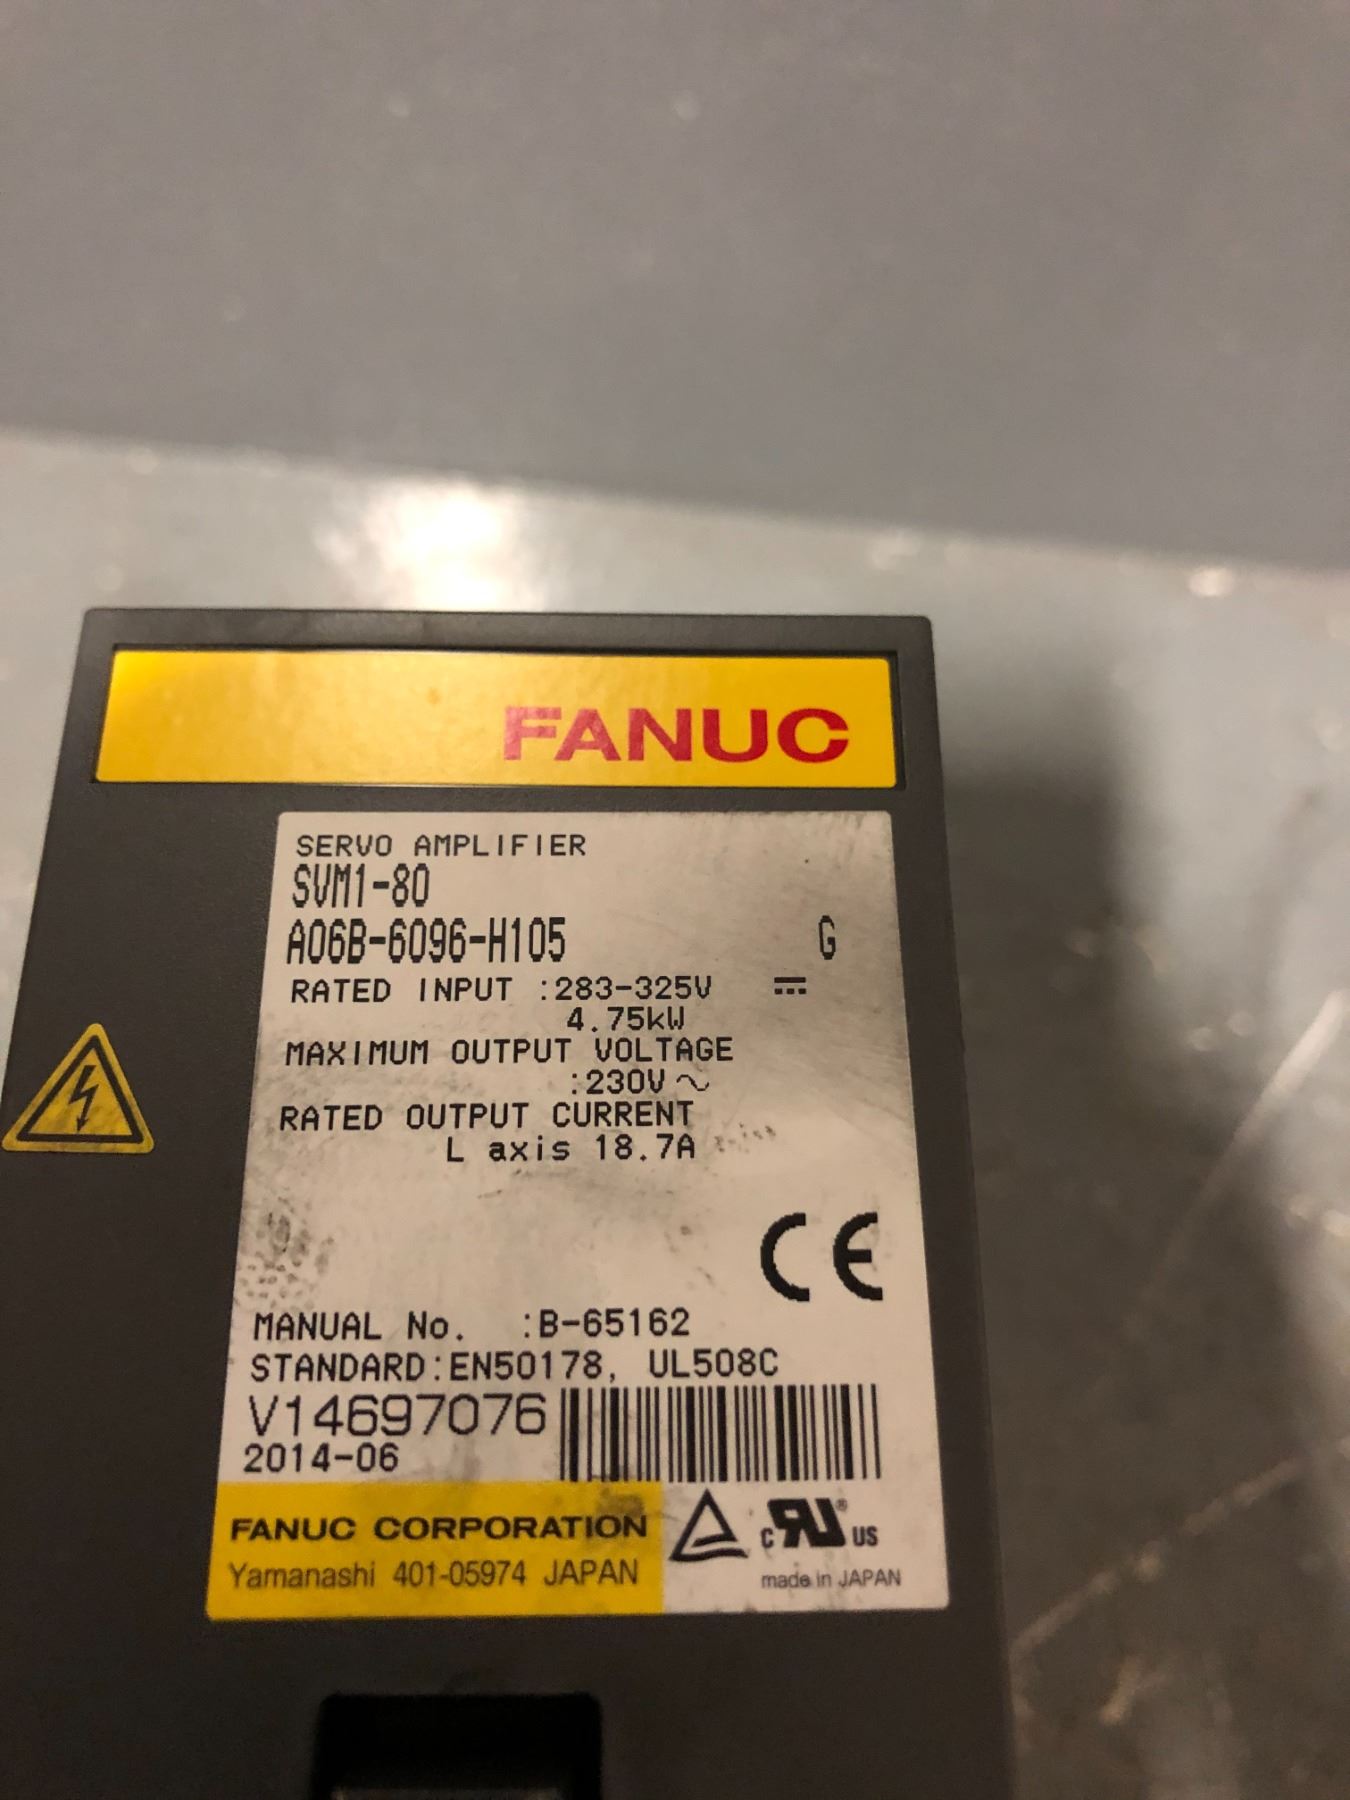 FANUC
SERVO AMPLIFIER
SVM1-80
A06B-6096-H105 G
RATED INPUT :283-325V ⎓
4.75kW
MAXIMUM OUTPUT VOLTAGE
:230V ~
RATED OUTPUT CURRENT
L axis 18.7A
CE
MANUAL No. :B-65162
STANDARD:EN50178, UL508C
V14697076
2014-06
FANUC CORPORATION
Yamanashi 401-05974 JAPAN
c RU ® US
made in JAPAN